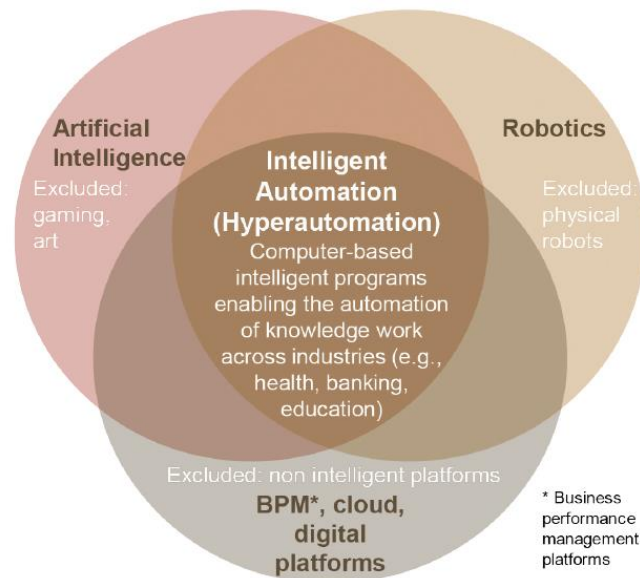 Artificial
Intelligence
Excluded:
gaming,
art
Robotics
Excluded:
physical
robots
Intelligent
Automation
(Hyperautomation)
Computer-based
intelligent programs
enabling the automation
of knowledge work
across industries (e.g.,
health, banking,
education)
Excluded: non intelligent platforms
BPM*, cloud,
digital
platforms
* Business
performance
management
platforms